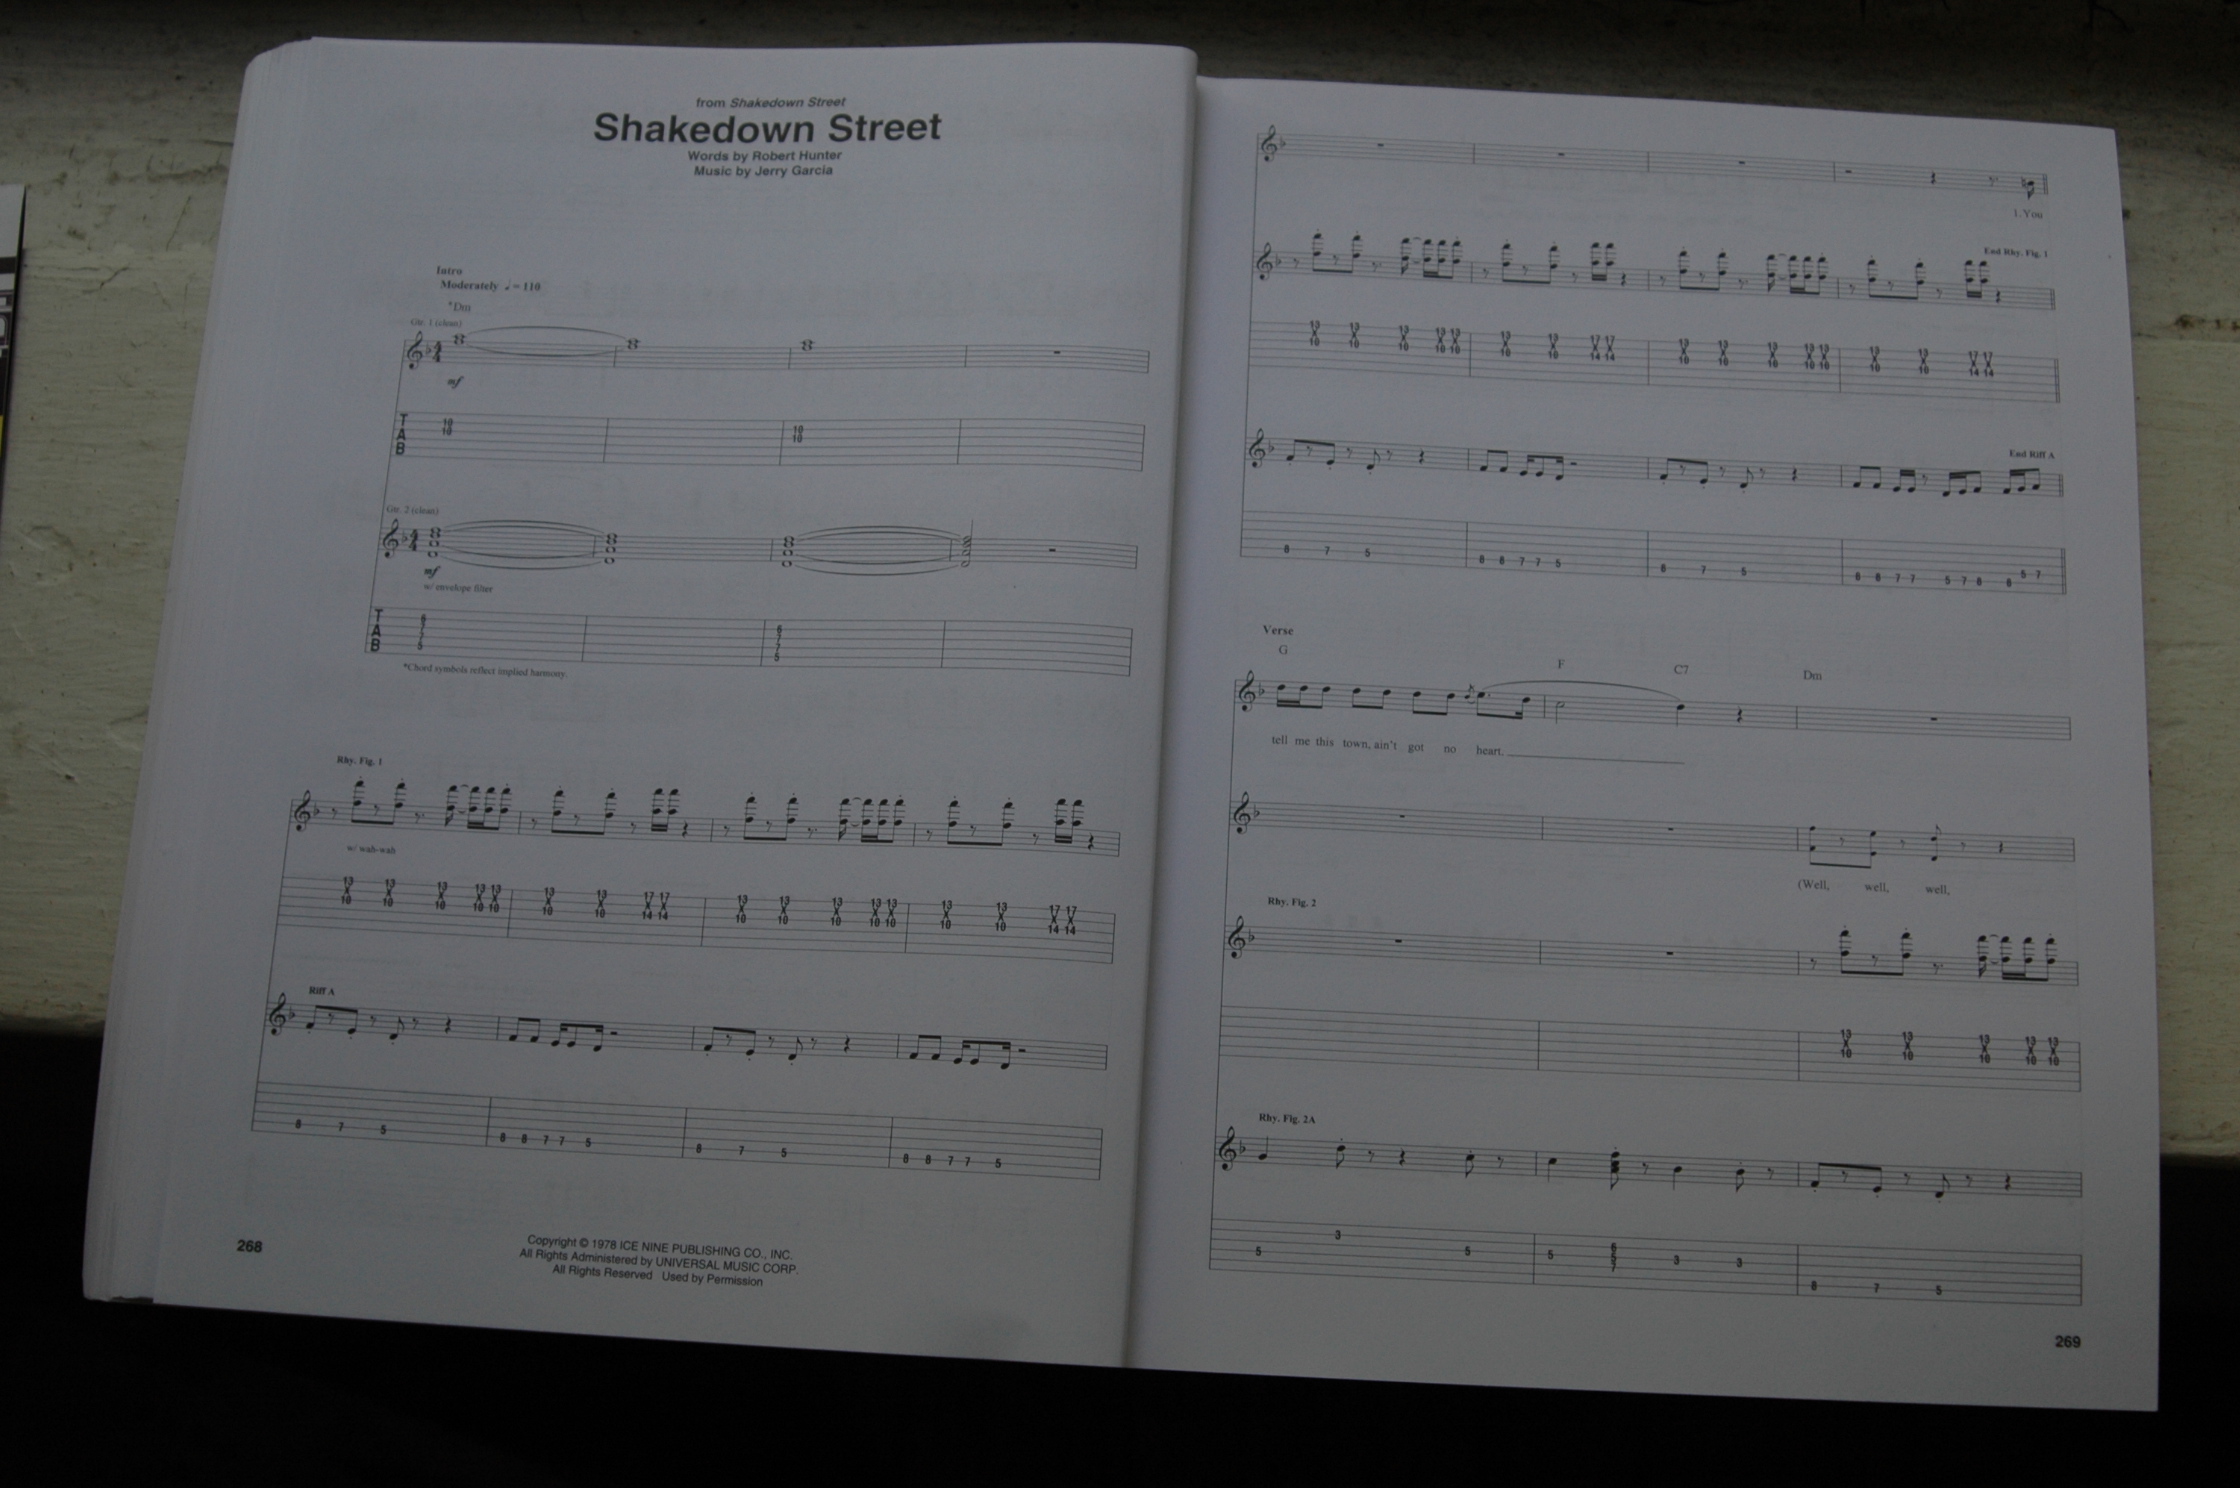 from Shakedown Street
Shakedown Street
Words by Robert Hunter
Music by Jerry Garcia
Intro
Moderately ♩ = 110
*Dm
Gtr. 1 (clean)
mf
T
A
B
10
10
10
10
Gtr. 2 (clean)
mf
w/ envelope filter
T
A
B
6
7
7
5
6
7
7
5
*Chord symbols reflect implied harmony.
Rhy. Fig. 1
w/ wah-wah
13 13 13 13 13 13 13 17 17 13 13 13 13 13 13 13 17 17
X X X X X X X X X X X X X X X X X X
10 10 10 10 10 10 10 14 14 10 10 10 10 10 10 10 14 14
Riff A
8 7 5 8 8 7 7 5 8 7 5 8 8 7 7 5
268
Copyright © 1978 ICE NINE PUBLISHING CO., INC.
All Rights Administered by UNIVERSAL MUSIC CORP.
All Rights Reserved Used by Permission
1. You
End Rhy. Fig. 1
13 13 13 13 13 13 13 17 17 13 13 13 13 13 13 13 17 17
X X X X X X X X X X X X X X X X X X
10 10 10 10 10 10 10 14 14 10 10 10 10 10 10 10 14 14
End Riff A
8 7 5 8 8 7 7 5 8 7 5 8 8 7 7 5 7 8 8 5 7
Verse
G F C7 Dm
tell me this town, ain't got no heart.
(Well, well, well,
Rhy. Fig. 2
13 13 13 13 13
X X X X X
10 10 10 10 10
Rhy. Fig. 2A
5 3 5 5 6 5 7 3 3 8 7 5
269